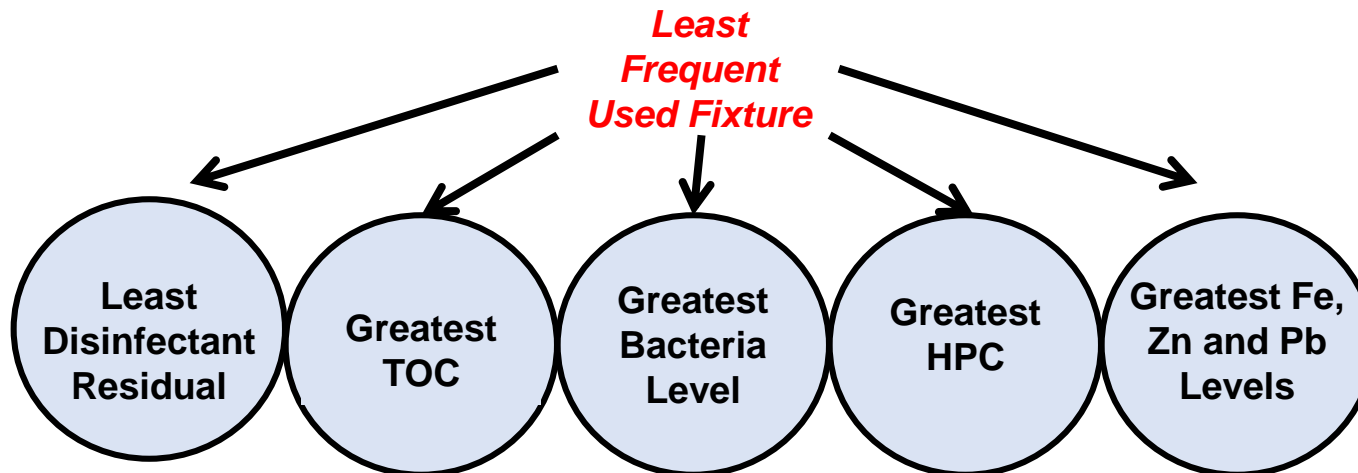 Least
Frequent
Used Fixture
Least
Disinfectant
Residual
Greatest
TOC
Greatest
Bacteria
Level
Greatest
HPC
Greatest Fe,
Zn and Pb
Levels